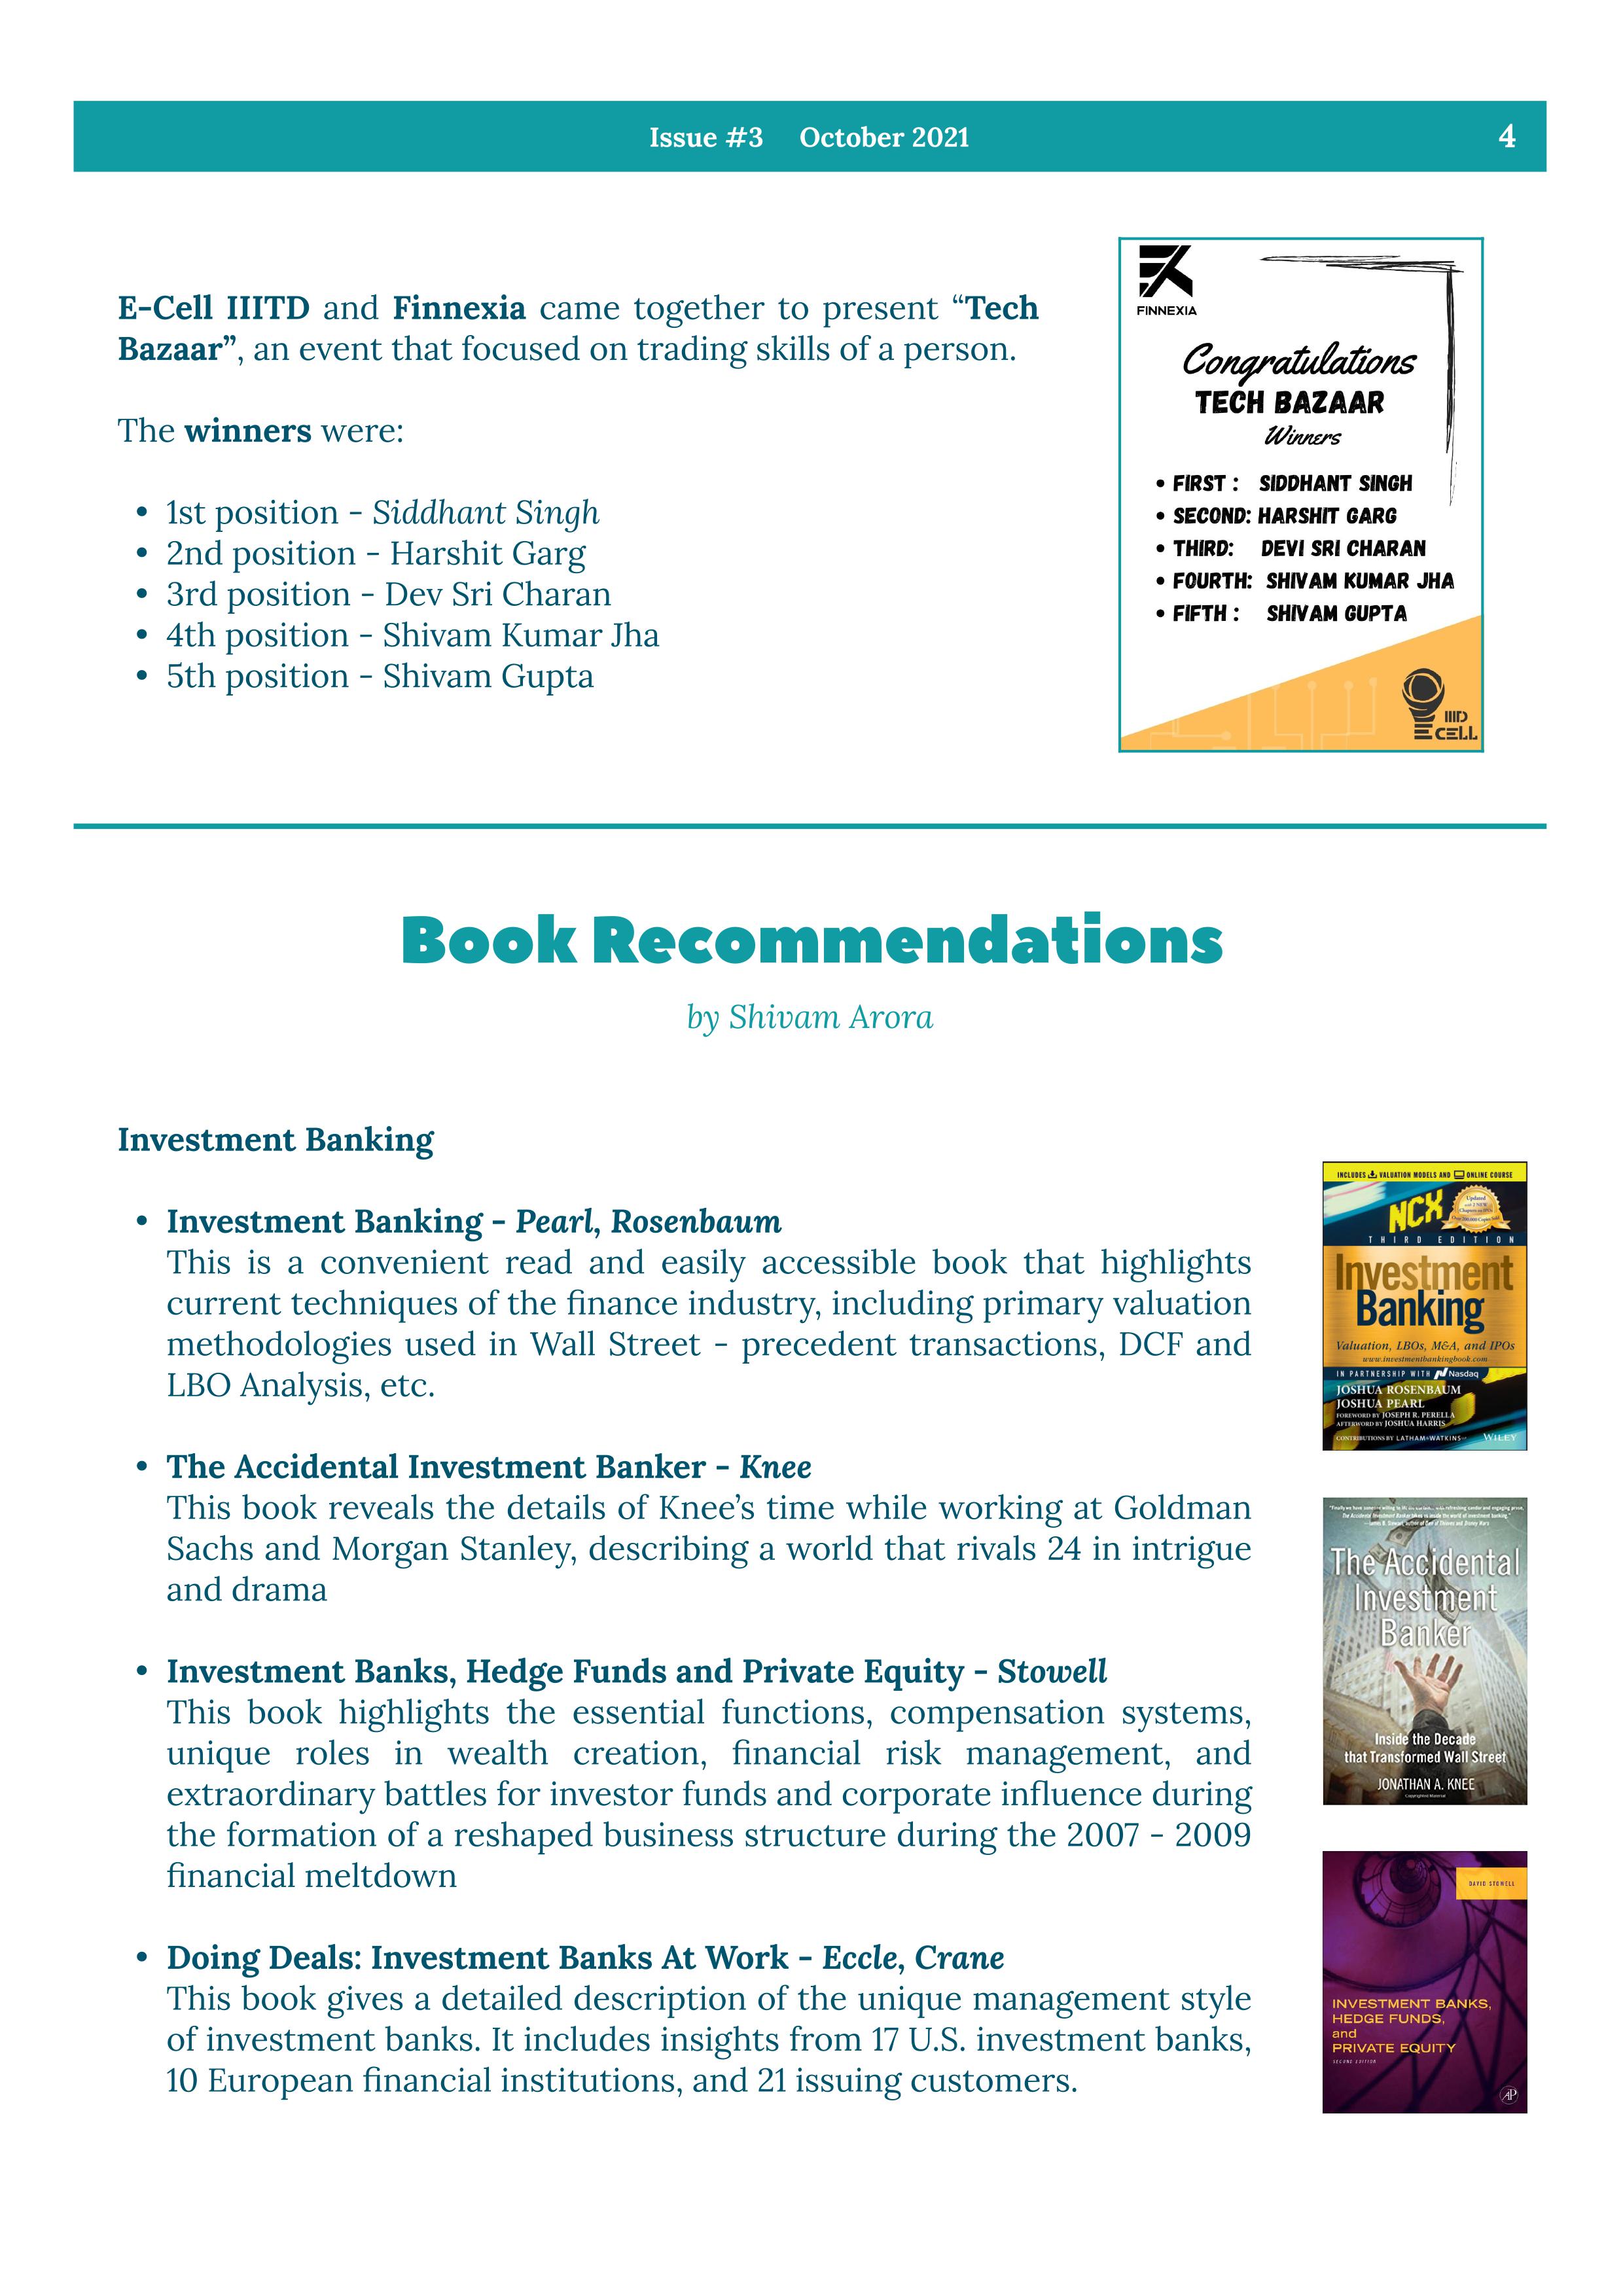 Issue #3 October 2021 4
E-Cell IIITD and Finnexia came together to present “Tech
Bazaar”, an event that focused on trading skills of a person.
The winners were:
• 1st position - Siddhant Singh
• 2nd position - Harshit Garg
• 3rd position - Dev Sri Charan
• 4th position - Shivam Kumar Jha
• 5th position - Shivam Gupta
FINNEXIA
Congratulations
TECH BAZAAR
Winners
• FIRST : SIDDHANT SINGH
• SECOND: HARSHIT GARG
• THIRD: DEVI SRI CHARAN
• FOURTH: SHIVAM KUMAR JHA
• FIFTH : SHIVAM GUPTA
IIITD
E CELL
Book Recommendations
by Shivam Arora
Investment Banking
• Investment Banking - Pearl, Rosenbaum
This is a convenient read and easily accessible book that highlights
current techniques of the finance industry, including primary valuation
methodologies used in Wall Street - precedent transactions, DCF and
LBO Analysis, etc.
• The Accidental Investment Banker - Knee
This book reveals the details of Knee’s time while working at Goldman
Sachs and Morgan Stanley, describing a world that rivals 24 in intrigue
and drama
• Investment Banks, Hedge Funds and Private Equity - Stowell
This book highlights the essential functions, compensation systems,
unique roles in wealth creation, financial risk management, and
extraordinary battles for investor funds and corporate influence during
the formation of a reshaped business structure during the 2007 - 2009
financial meltdown
• Doing Deals: Investment Banks At Work - Eccle, Crane
This book gives a detailed description of the unique management style
of investment banks. It includes insights from 17 U.S. investment banks,
10 European financial institutions, and 21 issuing customers.
INCLUDES VALUATION MODELS AND ONLINE COURSE
Updated
THIRD EDITION
Investment
Banking
Valuation, LBOs, M&A, and IPOs
www.investmentbankingbook.com
IN PARTNERSHIP WITH Nasdaq
JOSHUA ROSENBAUM
JOSHUA PEARL
FOREWORD BY JOSEPH R. PERELLA
AFTERWORD BY JOSHUA HARRIS
CONTRIBUTIONS BY LATHAM & WATKINS WILEY
The Accidental
Investment
Banker
Inside the Decade
that Transformed Wall Street
JONATHAN A. KNEE
Copyrighted Material
DAVID STOWELL
INVESTMENT BANKS,
HEDGE FUNDS,
and
PRIVATE EQUITY
SECOND EDITION
AP